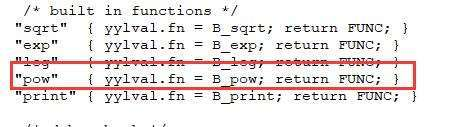 /* built in functions */
"sqrt" { yylval.fn = B_sqrt; return FUNC; }
"exp" { yylval.fn = B_exp; return FUNC; }
"log" { yylval.fn = B_log; return FUNC; }
"pow" { yylval.fn = B_pow; return FUNC; }
"print" { yylval.fn = B_print; return FUNC; }